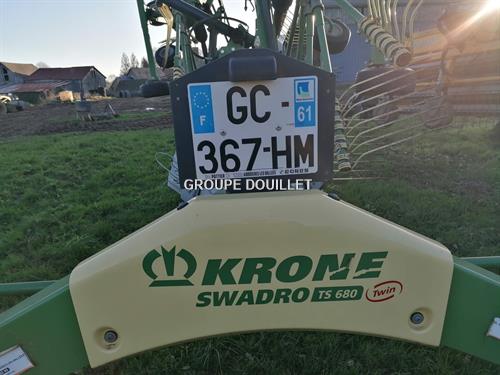 GC-
F
61
367-HM
GROUPE DOUILLET
KRONE
SWADRO TS 680 Twin